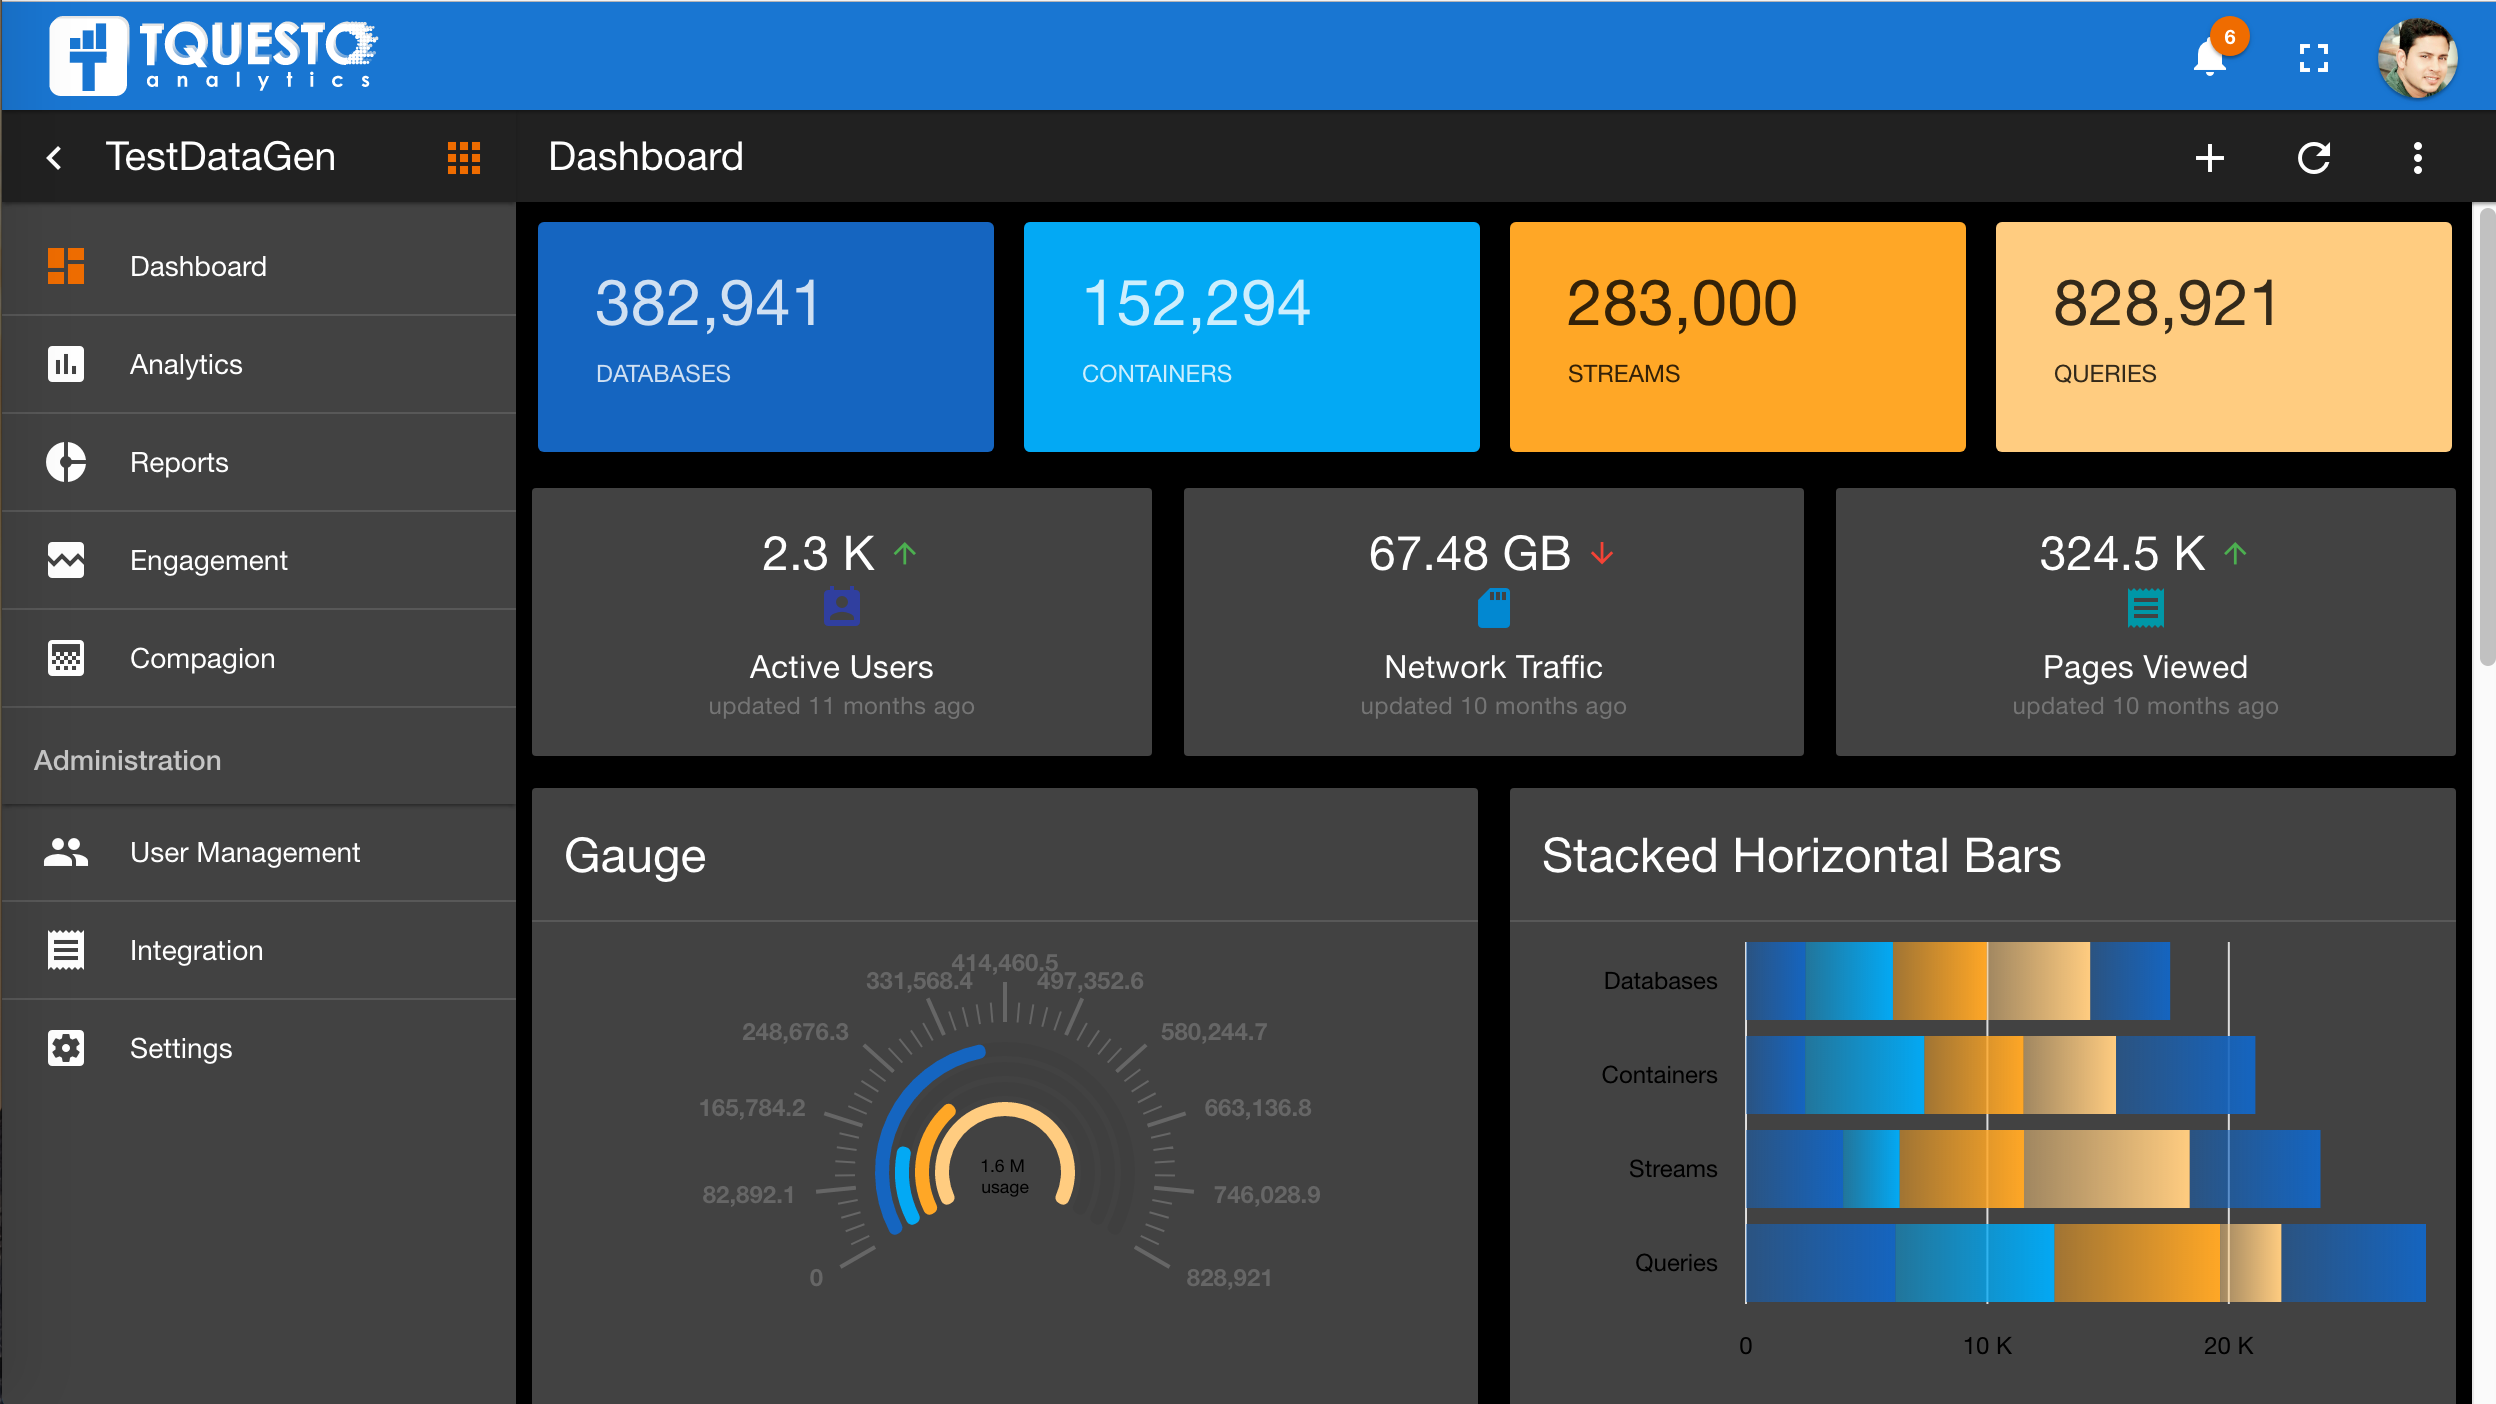 TQUESTO
analytics
6
TestDataGen
Dashboard
Dashboard
Analytics
Reports
Engagement
Compagion
Administration
User Management
Integration
Settings
382,941
DATABASES
152,294
CONTAINERS
283,000
STREAMS
828,921
QUERIES
2.3 K
Active Users
updated 11 months ago
67.48 GB
Network Traffic
updated 10 months ago
324.5 K
Pages Viewed
updated 10 months ago
Gauge
0
82,892.1
165,784.2
248,676.3
331,568.4
414,460.5
497,352.6
580,244.7
663,136.8
746,028.9
828,921
1.6 M
usage
Stacked Horizontal Bars
Databases
Containers
Streams
Queries
0
10 K
20 K